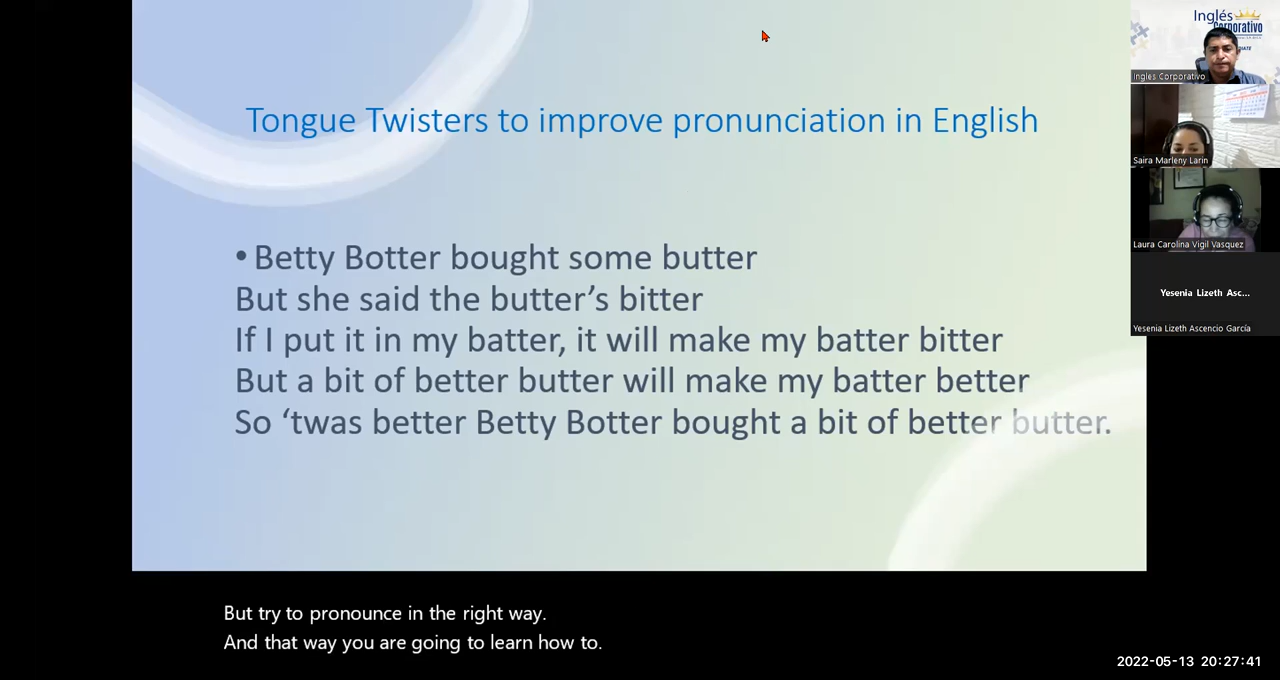 Tongue Twisters to improve pronunciation in English
• Betty Botter bought some butter
But she said the butter’s bitter
If I put it in my batter, it will make my batter bitter
But a bit of better butter will make my batter better
So ‘twas better Betty Botter bought a bit of better butter.
Inglés
Corporativo
Ingles Corporativo
Saira Marleny Larin
Laura Carolina Vigil Vasquez
Yesenia Lizeth Asc...
Yesenia Lizeth Ascencio García
But try to pronounce in the right way.
And that way you are going to learn how to.
2022-05-13 20:27:41